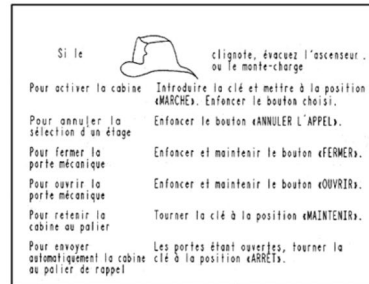 Si le clignote, évacuez l'ascenseur .
ou le monte-charge
Pour activer la cabine Introduire la clé et mettre à la position
«MARCHE». Enfoncer le bouton choisi.
Pour annuler la Enfoncer le bouton «ANNULER L'APPEL».
sélection d'un étage
Pour fermer la Enfoncer et maintenir le bouton «FERMER».
porte mécanique
Pour ouvrir la Enfoncer et maintenir le bouton «OUVRIR».
porte mécanique
Pour retenir la Tourner la clé à la position «MAINTENIR».
cabine au palier
Pour envoyer Les portes étant ouvertes, tourner la
automatiquement la cabine clé à la position «ARRÊT».
au palier de rappel